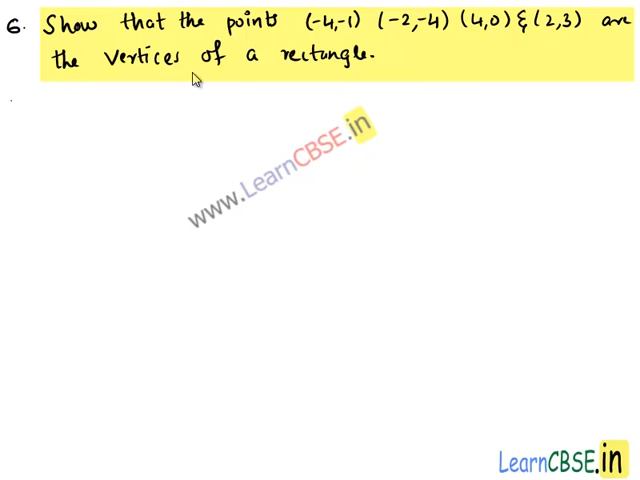 6. Show that the points (-4,-1) (-2,-4) (4,0) & (2,3) are
the vertices of a rectangle.
www.LearnCBSE.in
LearnCBSE.in